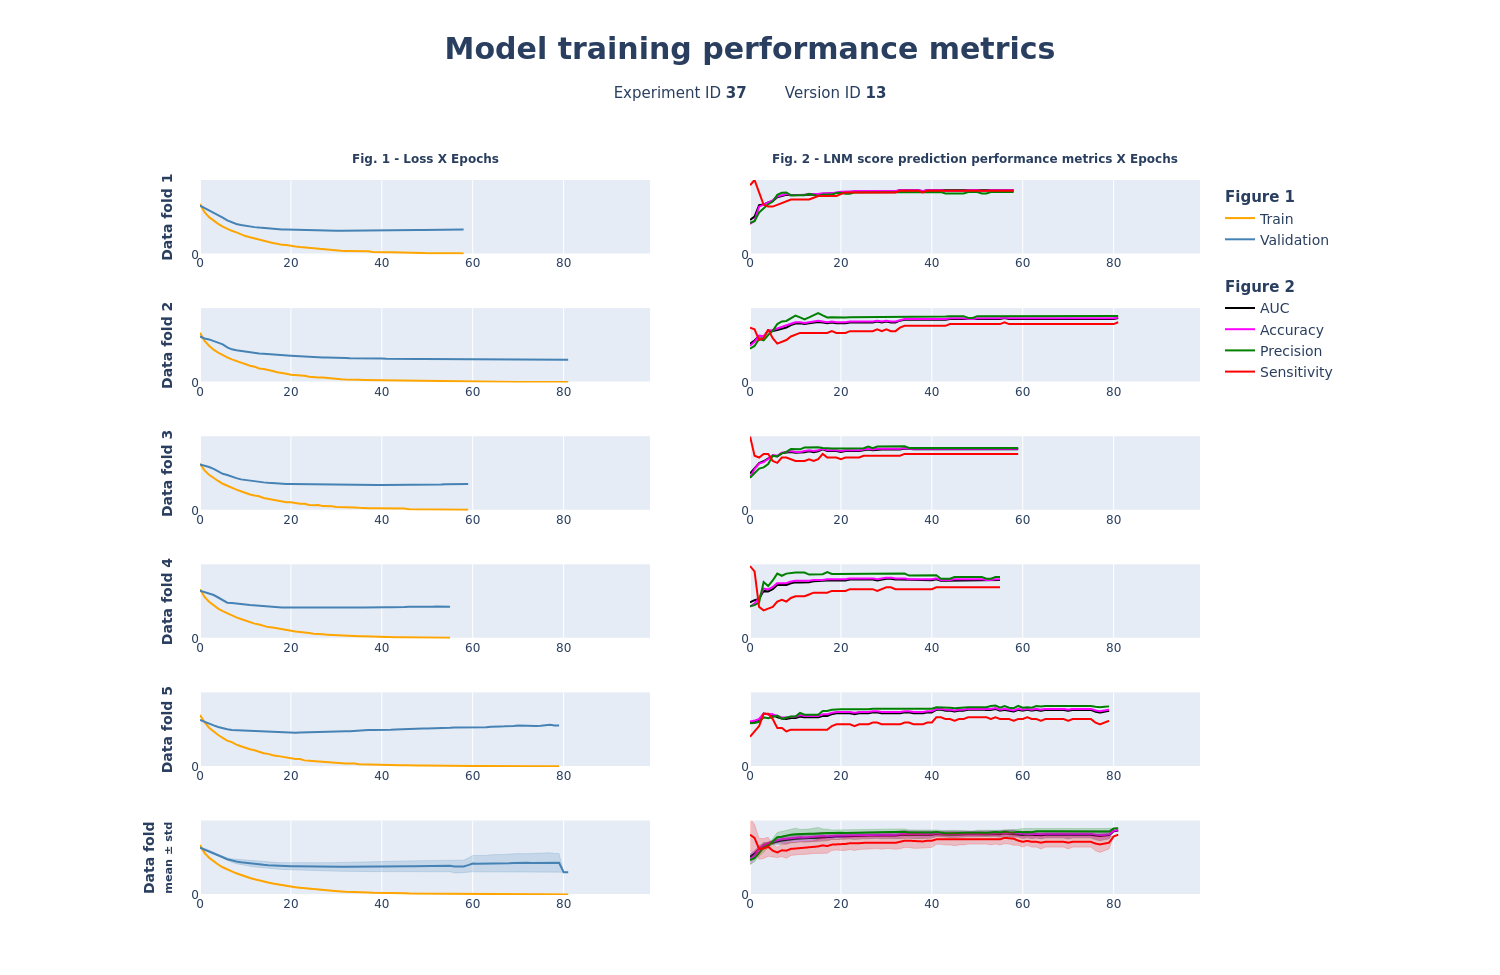 Model training performance metrics
Experiment ID 37 Version ID 13
Fig. 1 - Loss X Epochs
Fig. 2 - LNM score prediction performance metrics X Epochs
Data fold 1
0
0 20 40 60 80
0
0 20 40 60 80
Data fold 2
0
0 20 40 60 80
0
0 20 40 60 80
Data fold 3
0
0 20 40 60 80
0
0 20 40 60 80
Data fold 4
0
0 20 40 60 80
0
0 20 40 60 80
Data fold 5
0
0 20 40 60 80
0
0 20 40 60 80
Data fold
mean ± std
0
0 20 40 60 80
0
0 20 40 60 80
Figure 1
Train
Validation
Figure 2
AUC
Accuracy
Precision
Sensitivity